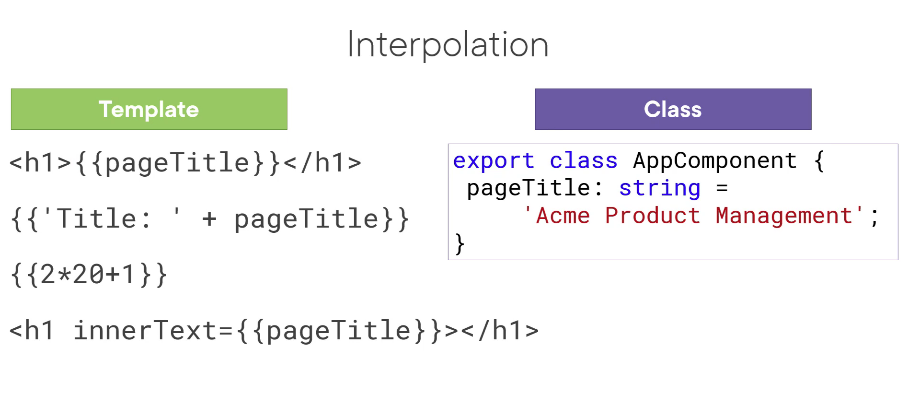 Interpolation
Template
<h1>{{pageTitle}}</h1>
{{'Title: ' + pageTitle}}
{{2*20+1}}
<h1 innerText={{pageTitle}}></h1>
Class
export class AppComponent {
 pageTitle: string =
     'Acme Product Management';
}